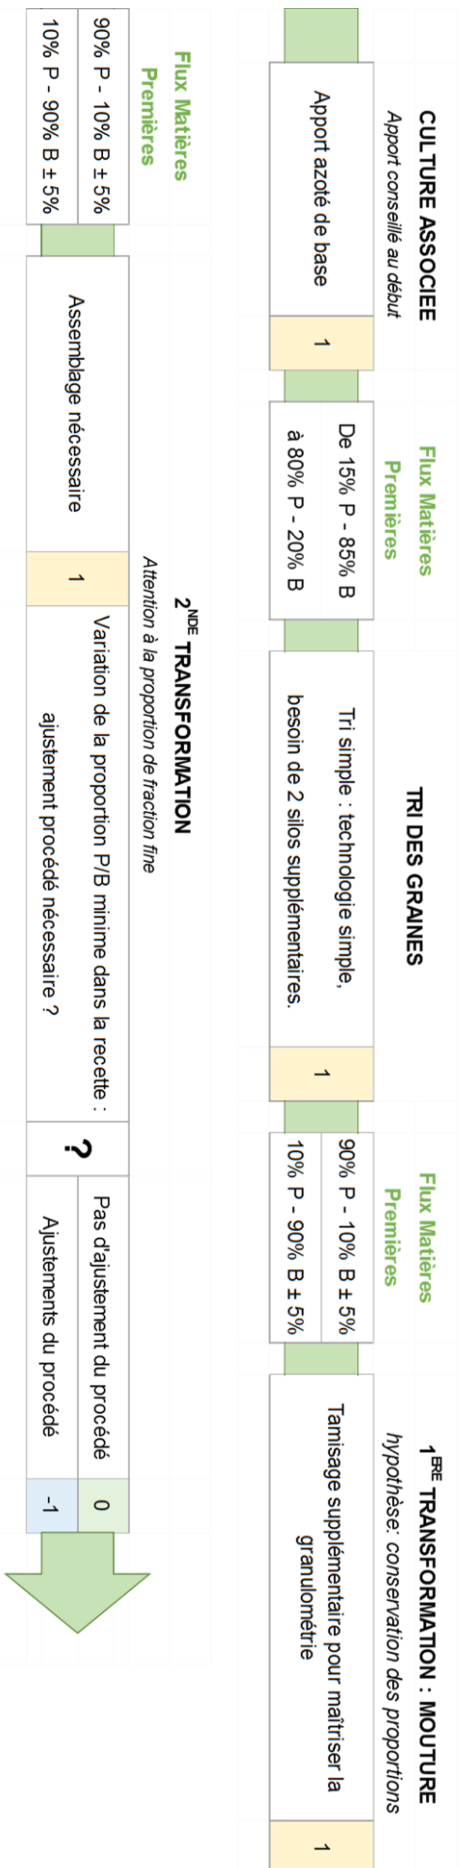 CULTURE ASSOCIEE
Apport conseillé au début
Apport azoté de base
1
Flux Matières
Premières
De 15% P - 85% B
à 80% P - 20% B
TRI DES GRAINES
Tri simple : technologie simple,
besoin de 2 silos supplémentaires.
1
Flux Matières
Premières
90% P - 10% B ± 5%
10% P - 90% B ± 5%
1ERE TRANSFORMATION : MOUTURE
hypothèse: conservation des proportions
Tamisage supplémentaire pour maîtriser la
granulométrie
1
Flux Matières
Premières
90% P - 10% B ± 5%
10% P - 90% B ± 5%
2NDE TRANSFORMATION
Attention à la proportion de fraction fine
Assemblage nécessaire
1
Variation de la proportion P/B minime dans la recette :
ajustement procédé nécessaire ?
?
Pas d'ajustement du procédé
0
Ajustements du procédé
-1